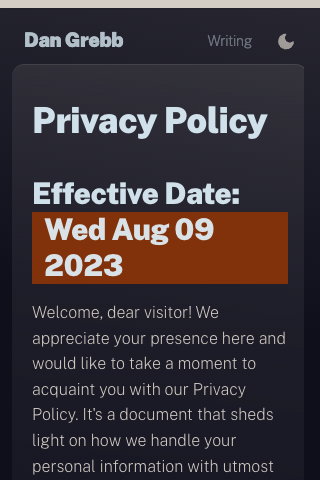 Dan Grebb
Writing
Privacy Policy
Effective Date:
Wed Aug 09
2023
Welcome, dear visitor! We
appreciate your presence here and
would like to take a moment to
acquaint you with our Privacy
Policy. It's a document that sheds
light on how we handle your
personal information with utmost